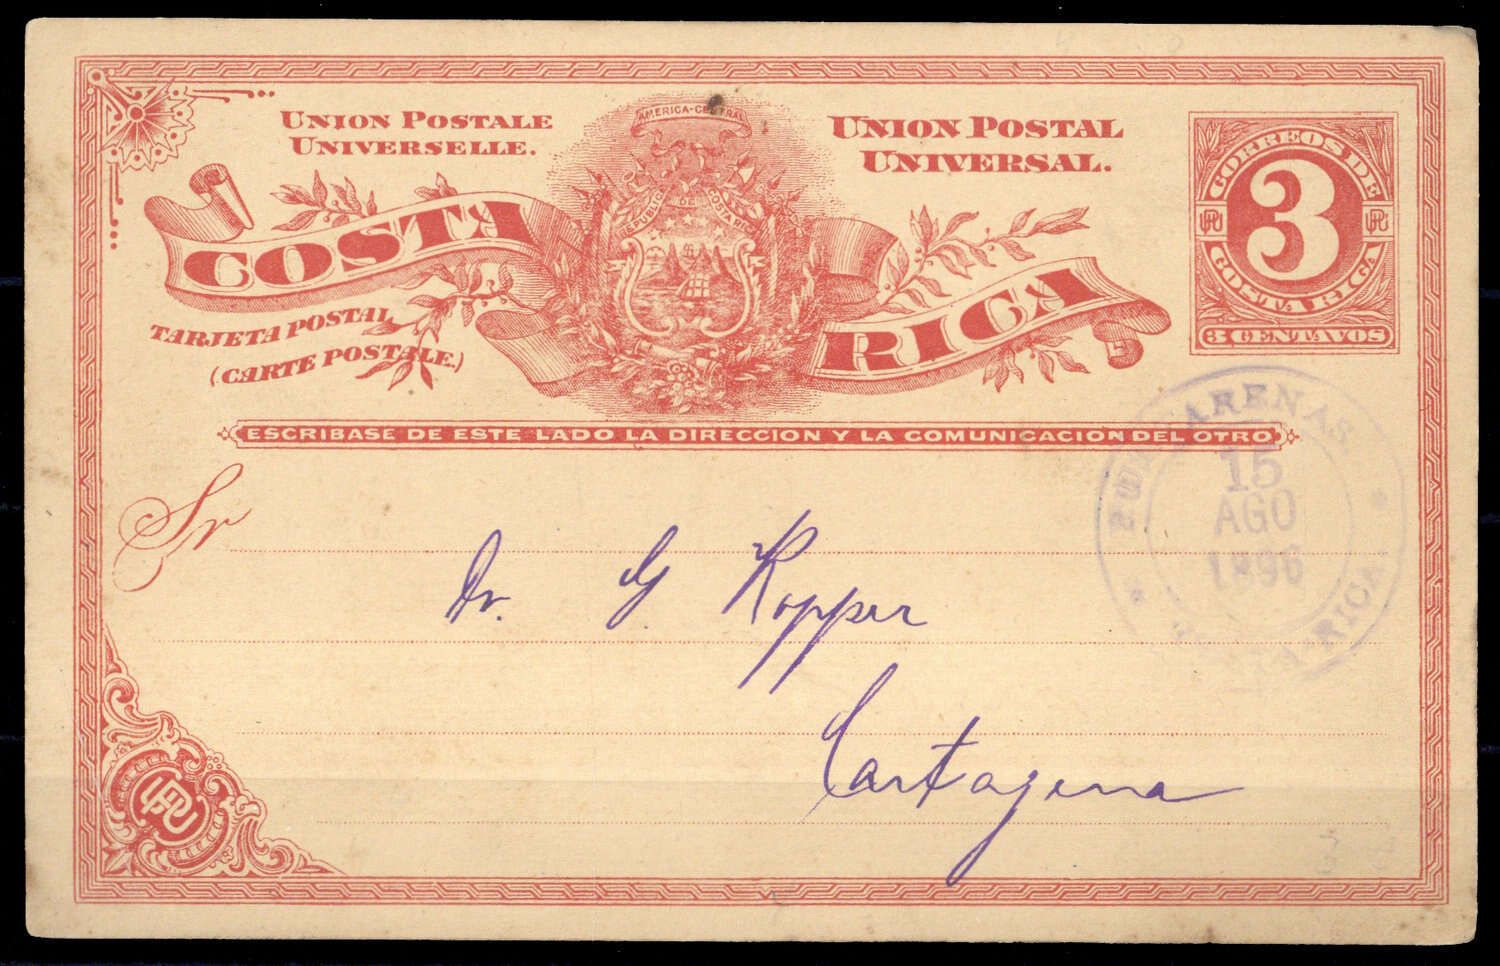 UNION POSTALE
UNIVERSELLE.
AMERICA-CENTRAL
UNION POSTAL
UNIVERSAL.
CORREOS DE
3
COSTA RICA
3 CENTAVOS
REPUBLICA DE COSTA RICA
COSTA RICA
TARJETA POSTAL
(CARTE POSTALE.)
ESCRIBASE DE ESTE LADO LA DIRECCION Y LA COMUNICACION DEL OTRO
PUNTARENAS
15
AGO
1896
COSTA RICA
Sr
Dr. G Kopper
Cartagena